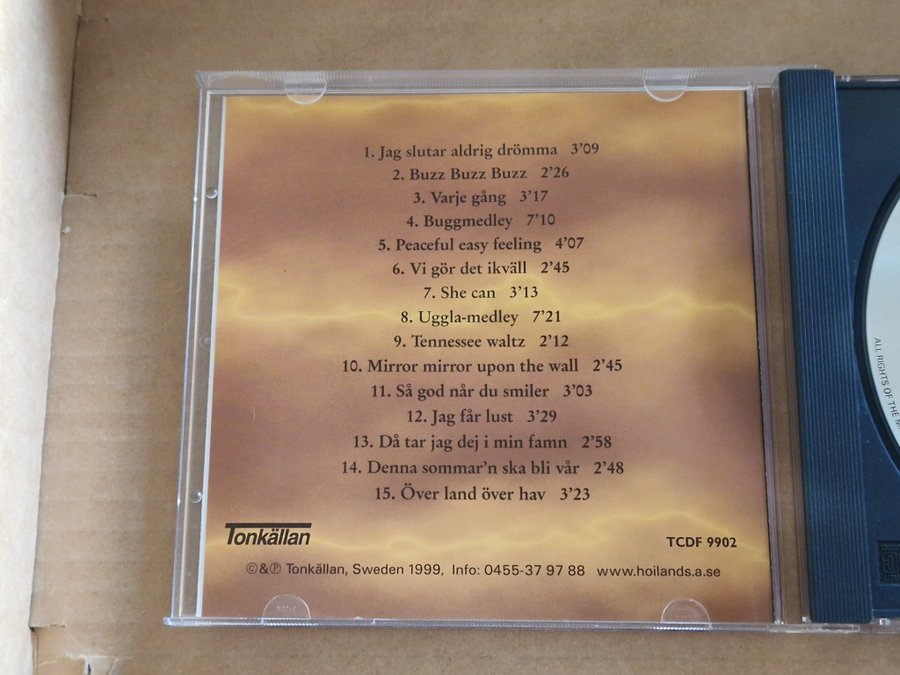 1. Jag slutar aldrig drömma 3’09
2. Buzz Buzz Buzz 2’26
3. Varje gång 3’17
4. Buggmedley 7’10
5. Peaceful easy feeling 4’07
6. Vi gör det ikväll 2’45
7. She can 3’13
8. Uggla-medley 7’21
9. Tennessee waltz 2’12
10. Mirror mirror upon the wall 2’45
11. Så god når du smiler 3’03
12. Jag får lust 3’29
13. Då tar jag dej i min famn 2’58
14. Denna sommar’n ska bli vår 2’48
15. Över land över hav 3’23
Tonkällan
TCDF 9902
©&℗ Tonkällan, Sweden 1999, Info: 0455-37 97 88 www.hoilands.a.se
ALL RIGHTS OF THE